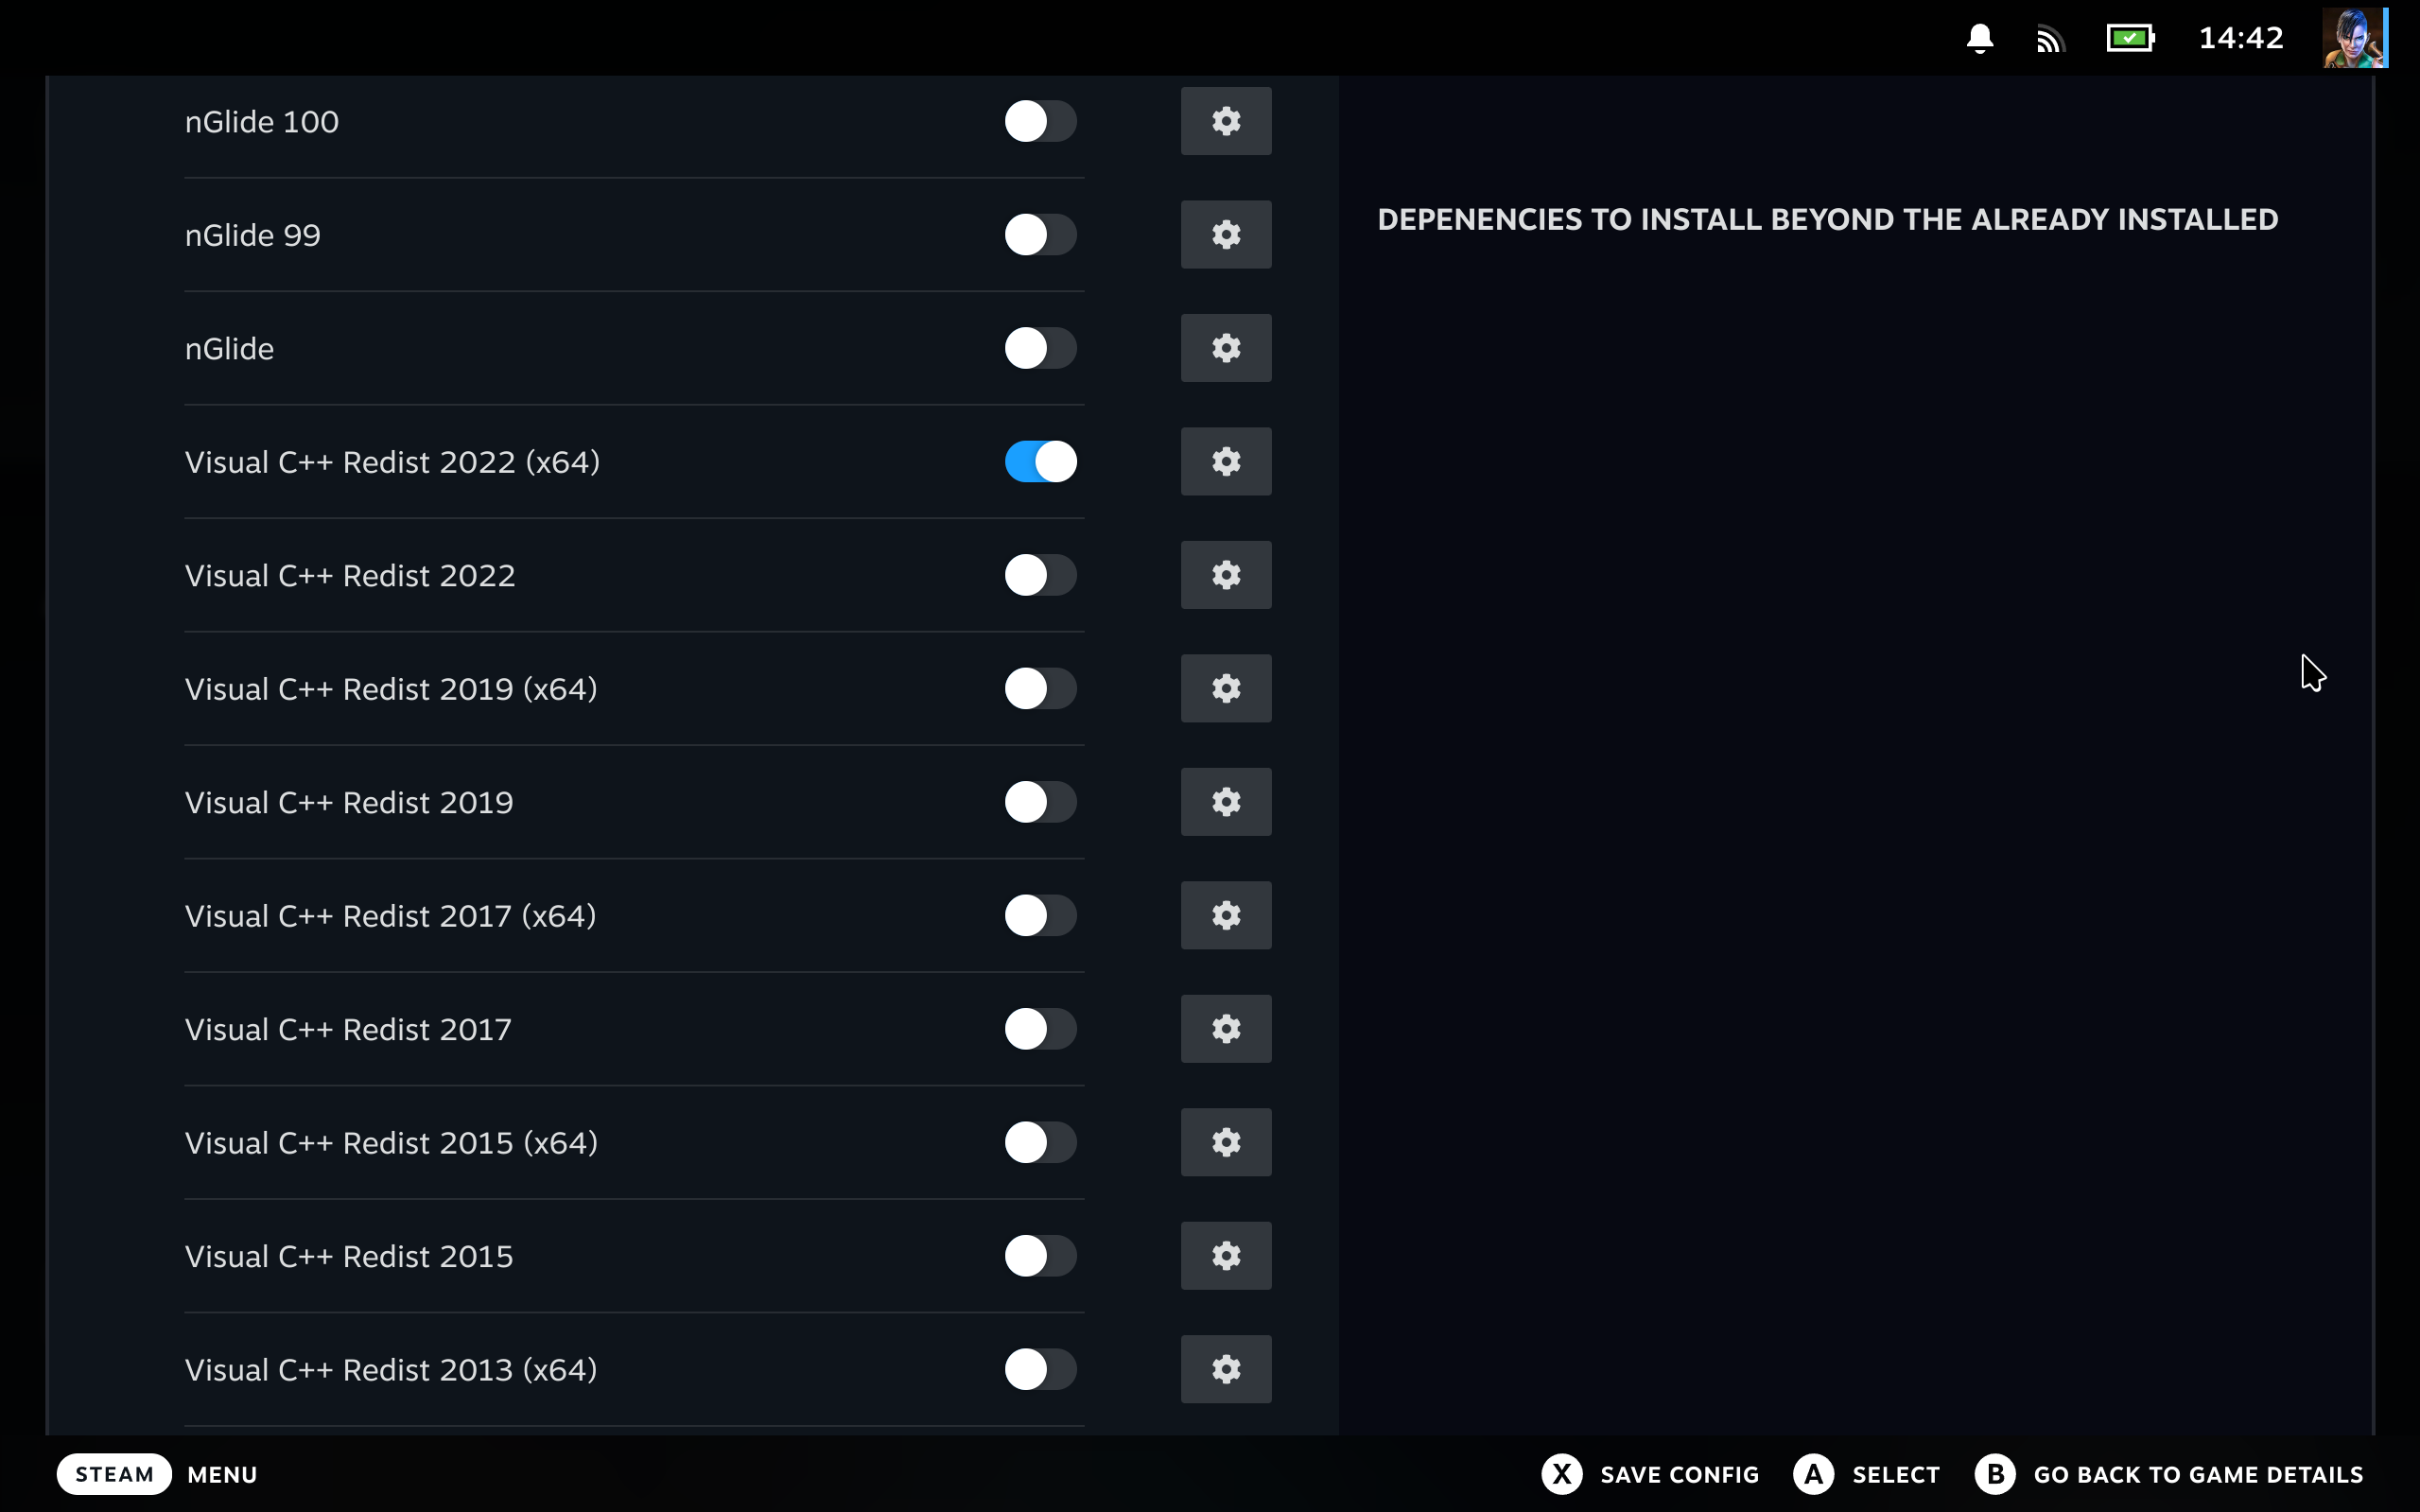 14:42
nGlide 100
DEPENENCIES TO INSTALL BEYOND THE ALREADY INSTALLED
nGlide 99
nGlide
Visual C++ Redist 2022 (x64)
Visual C++ Redist 2022
Visual C++ Redist 2019 (x64)
Visual C++ Redist 2019
Visual C++ Redist 2017 (x64)
Visual C++ Redist 2017
Visual C++ Redist 2015 (x64)
Visual C++ Redist 2015
Visual C++ Redist 2013 (x64)
STEAM MENU X SAVE CONFIG A SELECT B GO BACK TO GAME DETAILS